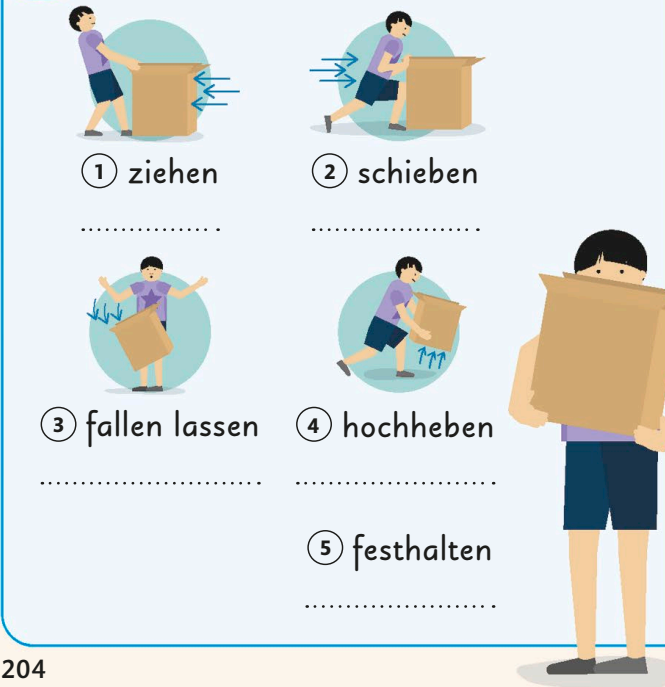 1 ziehen
2 schieben
3 fallen lassen
4 hochheben
5 festhalten
204